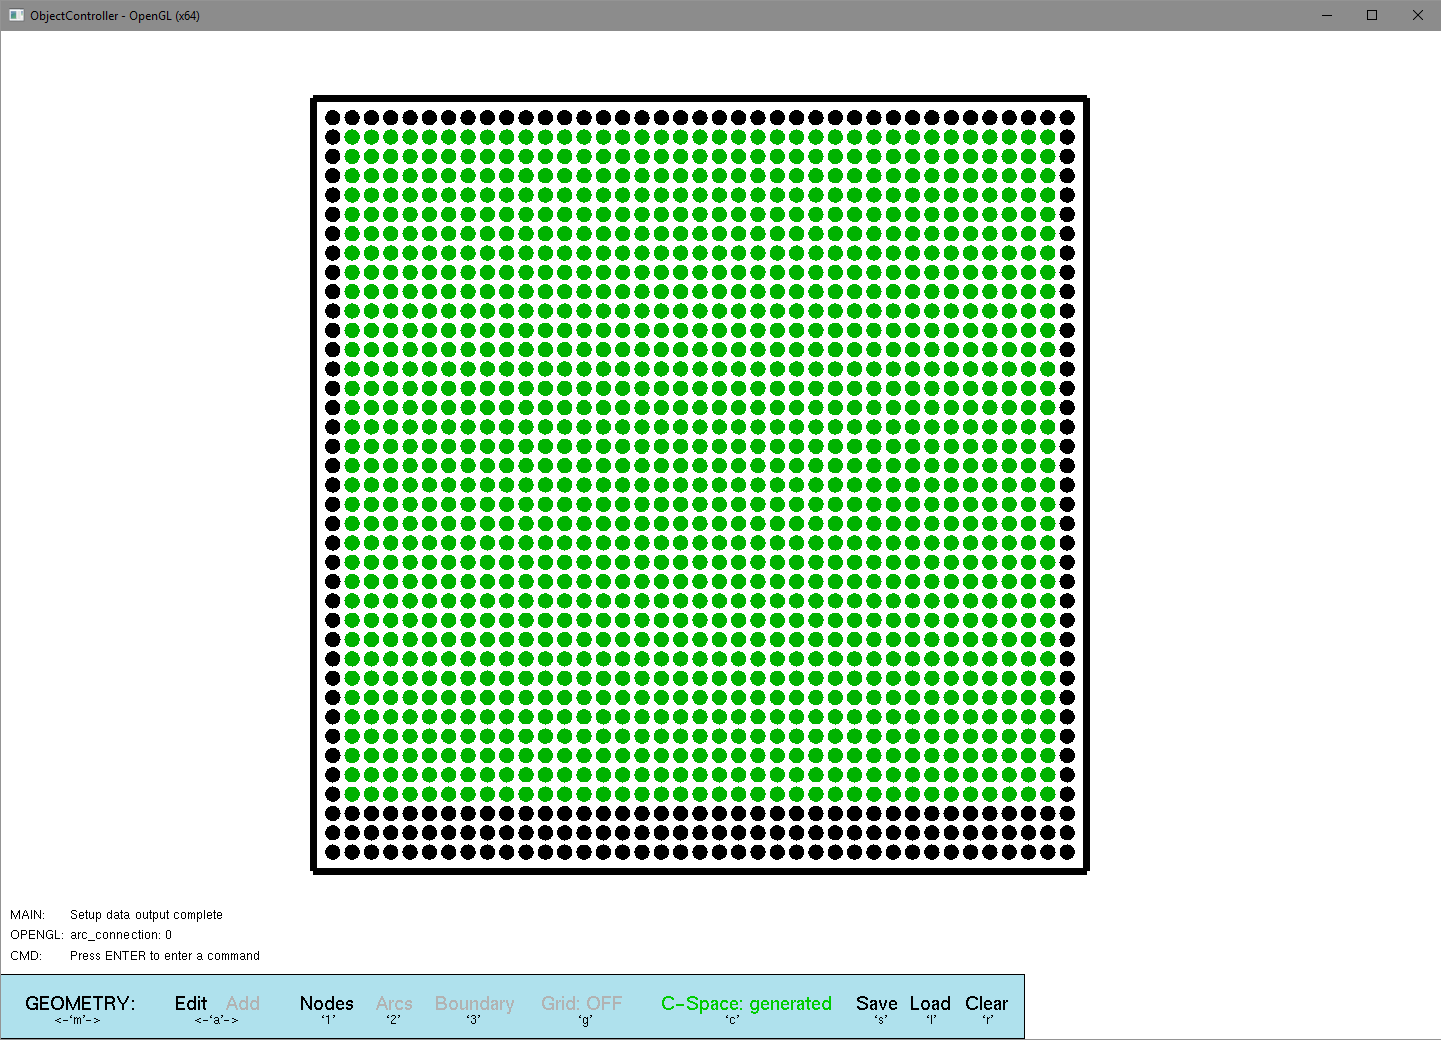 ObjectController - OpenGL (x64)
MAIN: Setup data output complete
OPENGL: arc_connection: 0
CMD: Press ENTER to enter a command
GEOMETRY: Edit Add Nodes Arcs Boundary Grid: OFF C-Space: generated Save Load Clear
<-'m'-> <-'a'-> '1' '2' '3' 'g' 'c' 's' 'l' 'r'